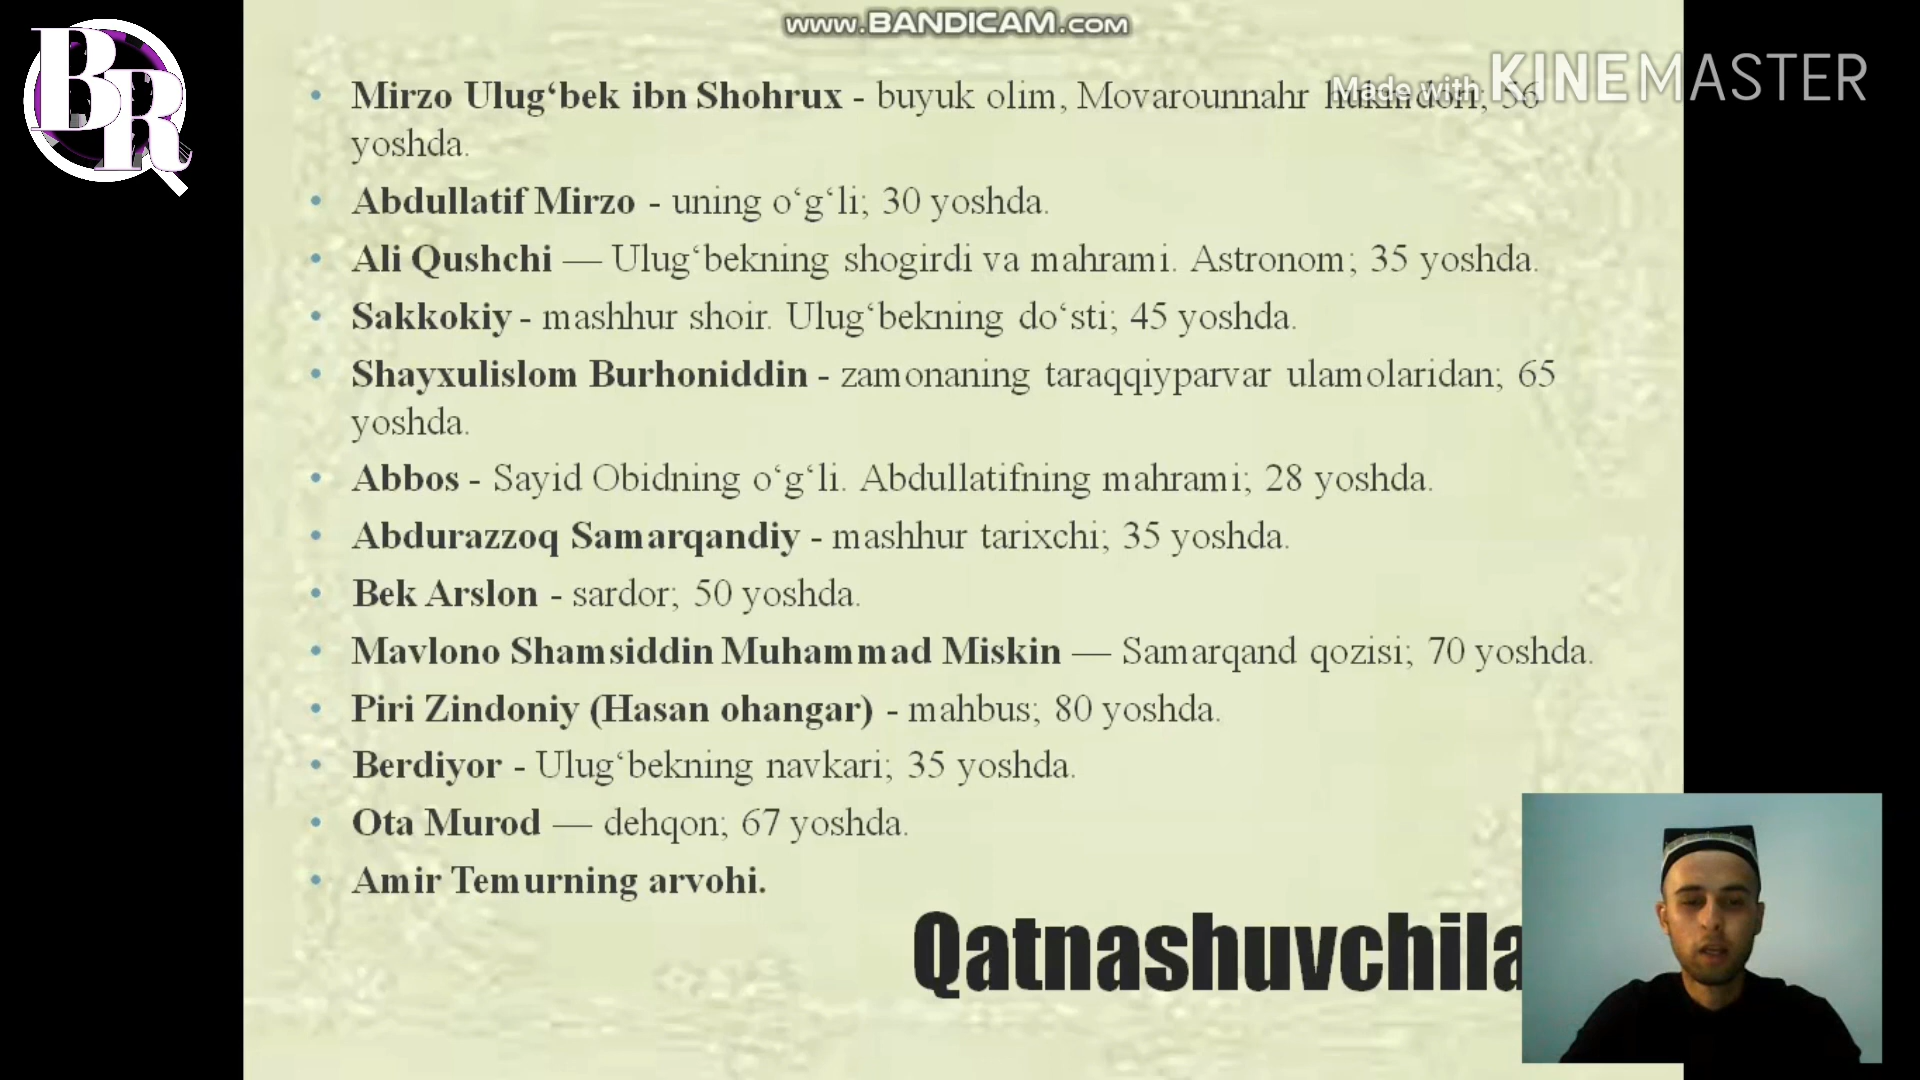 www.BANDICAM.com
BR
Made with KINEMASTER
• Mirzo Ulug‘bek ibn Shohrux - buyuk olim, Movarounnahr hukmdori; 56
yoshda.
• Abdullatif Mirzo - uning o‘g‘li; 30 yoshda.
• Ali Qushchi — Ulug‘bekning shogirdi va mahrami. Astronom; 35 yoshda.
• Sakkokiy - mashhur shoir. Ulug‘bekning do‘sti; 45 yoshda.
• Shayxulislom Burhoniddin - zamonaning taraqqiyparvar ulamolaridan; 65
yoshda.
• Abbos - Sayid Obidning o‘g‘li. Abdullatifning mahrami; 28 yoshda.
• Abdurazzoq Samarqandiy - mashhur tarixchi; 35 yoshda.
• Bek Arslon - sardor; 50 yoshda.
• Mavlono Shamsiddin Muhammad Miskin — Samarqand qozisi; 70 yoshda.
• Piri Zindoniy (Hasan ohangar) - mahbus; 80 yoshda.
• Berdiyor - Ulug‘bekning navkari; 35 yoshda.
• Ota Murod — dehqon; 67 yoshda.
• Amir Temurning arvohi.
Qatnashuvchila